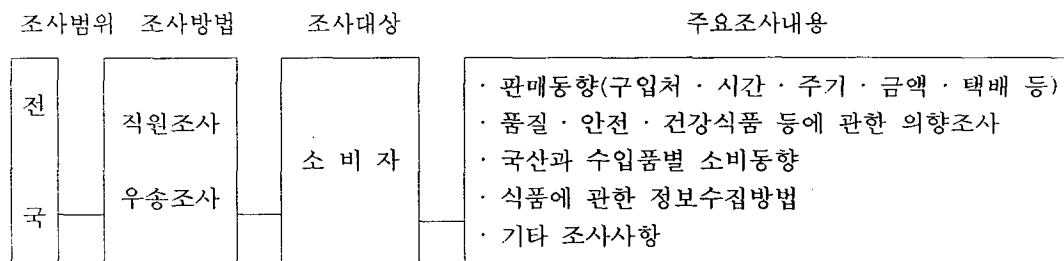 조사범위 조사방법 조사대상 주요조사내용
전
국
직원조사
우송조사
소 비 자
· 판매동향(구입처 · 시간 · 주기 · 금액 · 택배 등)
· 품질 · 안전 · 건강식품 등에 관한 의향조사
· 국산과 수입품별 소비동향
· 식품에 관한 정보수집방법
· 기타 조사사항